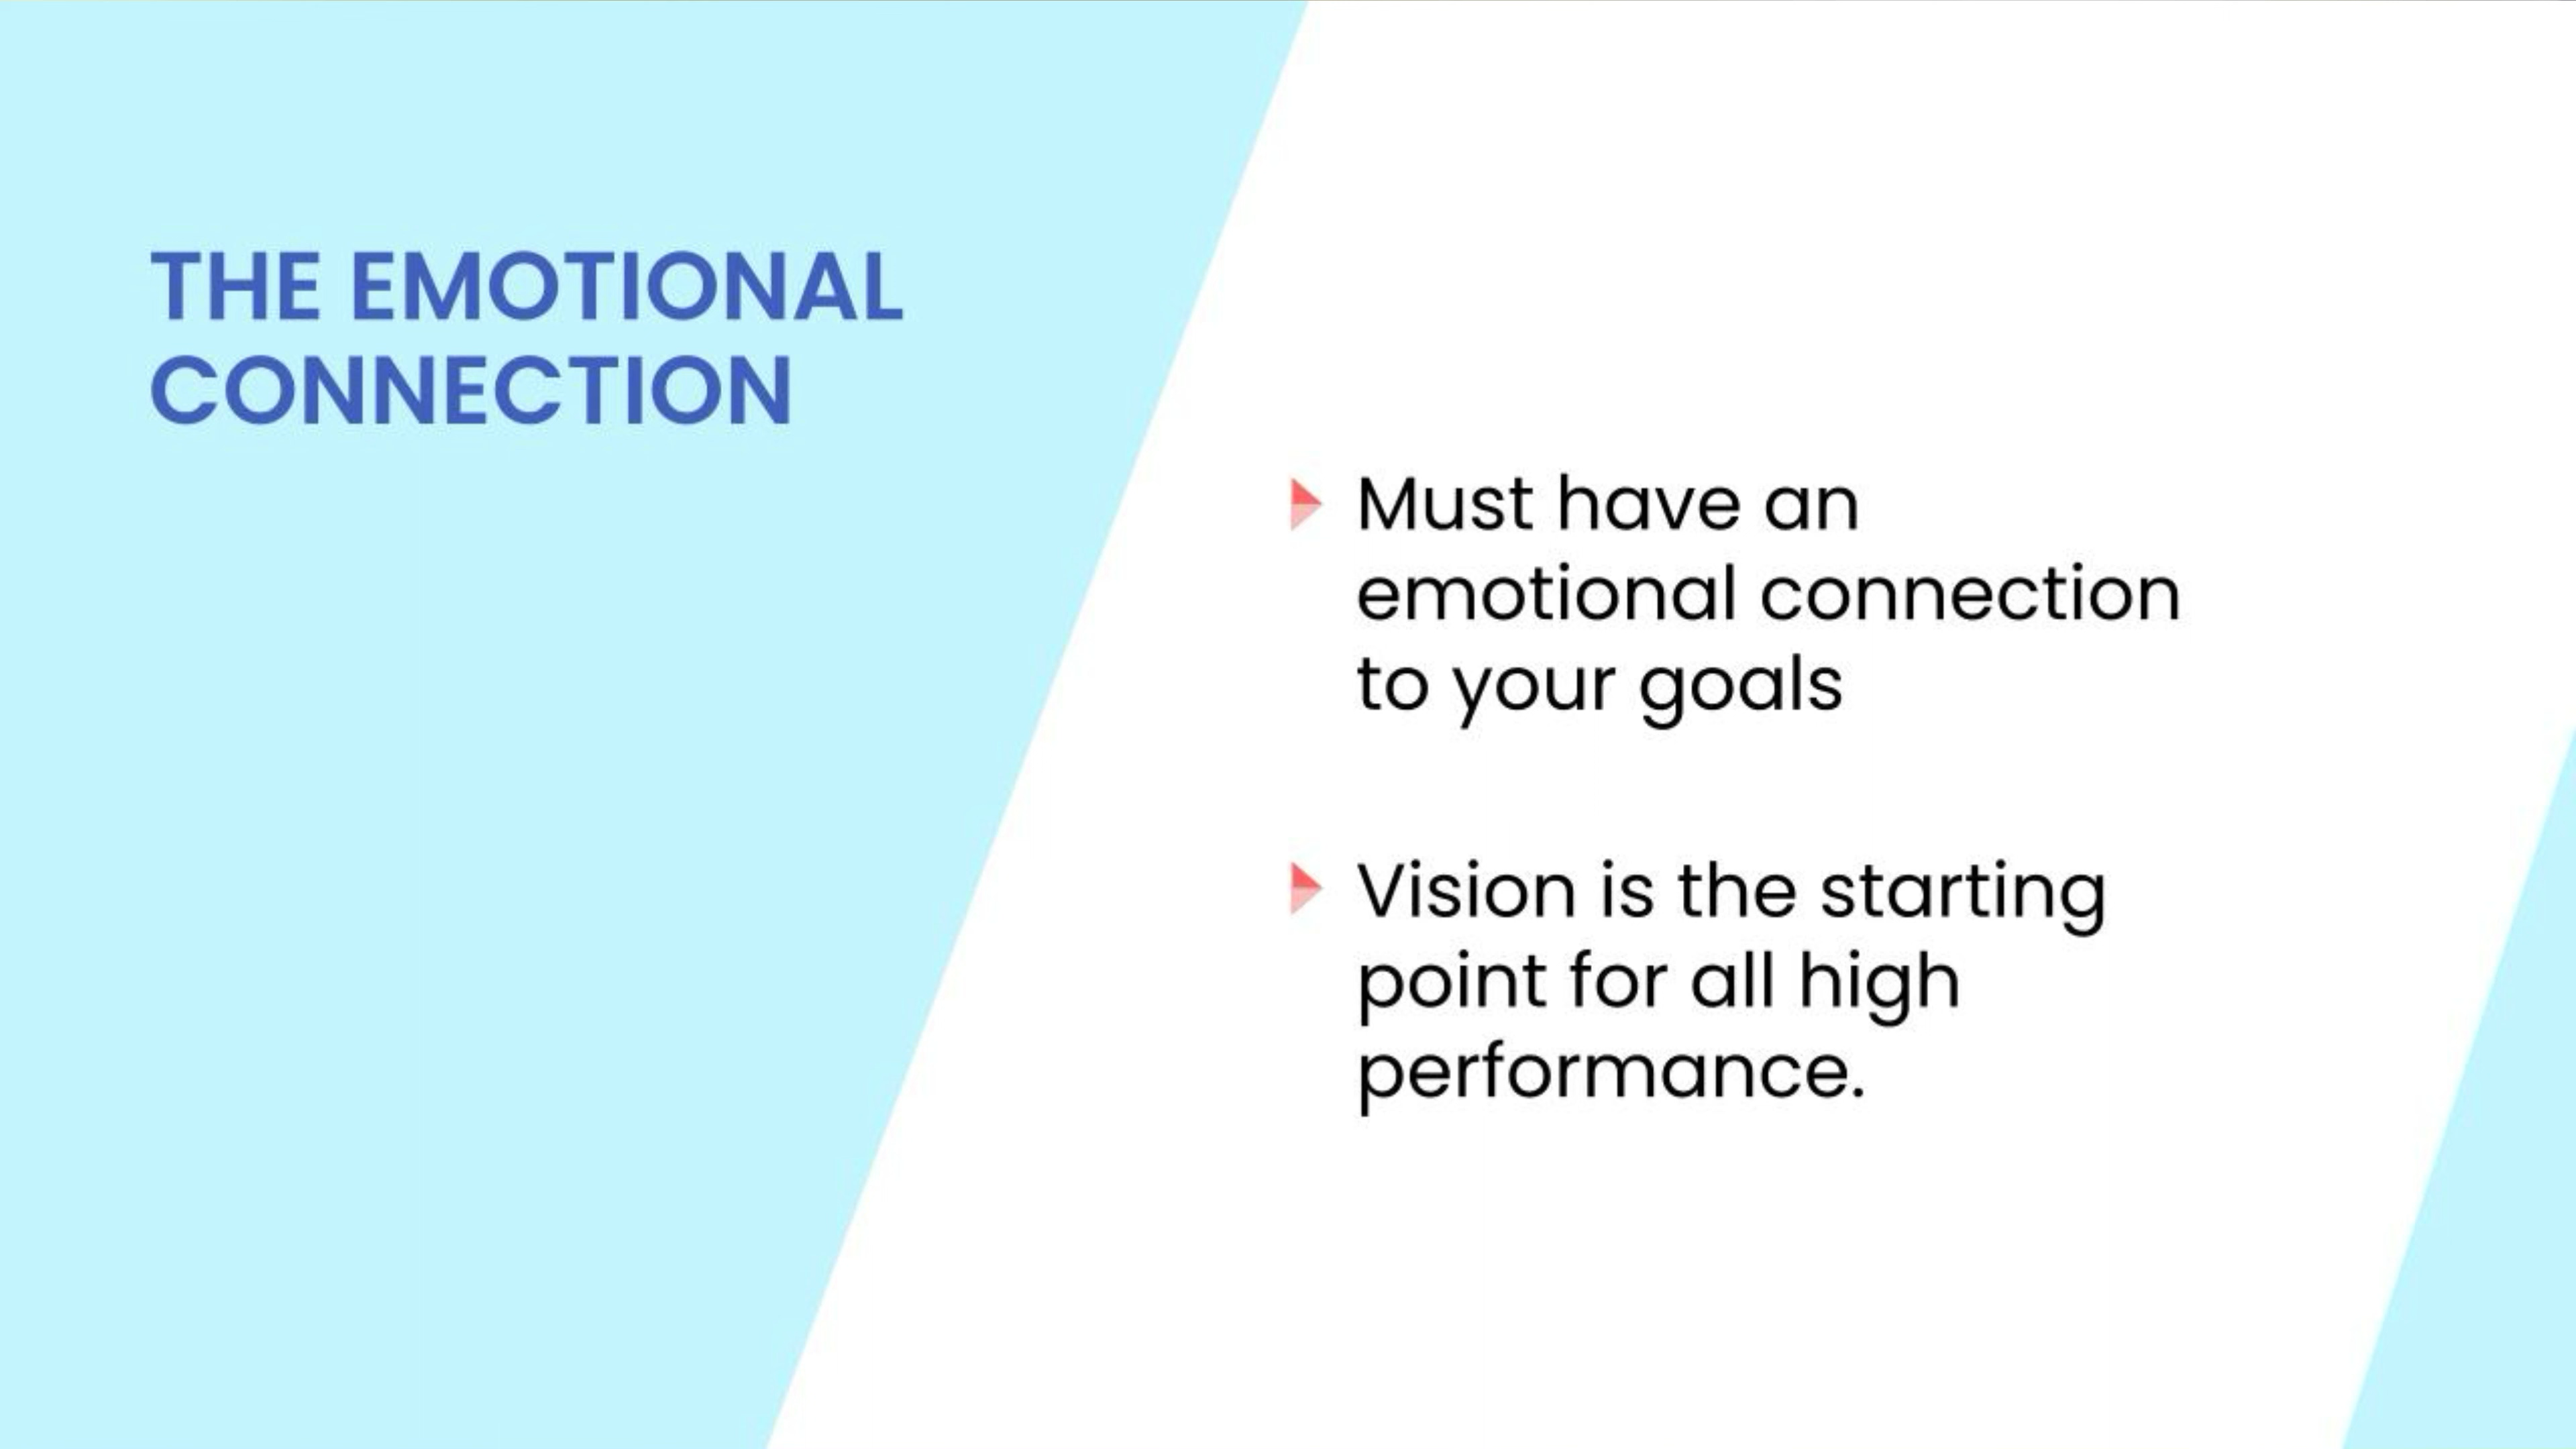 THE EMOTIONAL
CONNECTION
Must have an
emotional connection
to your goals
Vision is the starting
point for all high
performance.